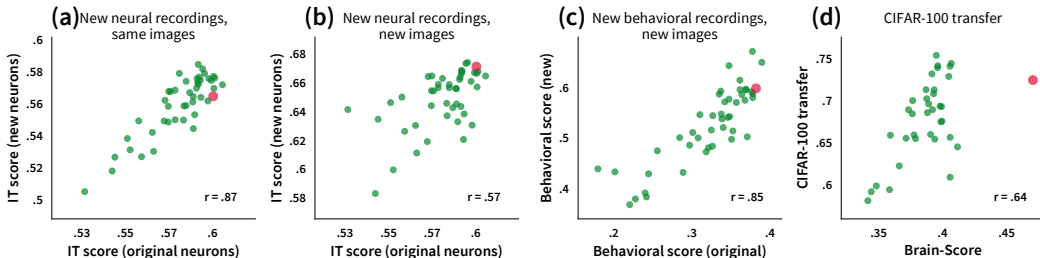 (a) New neural recordings,
same images
IT score (new neurons)
.6
.58
.56
.54
.52
.5
r = .87
.53 .55 .57 .6
IT score (original neurons)
(b) New neural recordings,
new images
IT score (new neurons)
.68
.66
.64
.62
.60
.58
r = .57
.53 .55 .57 .6
IT score (original neurons)
(c) New behavioral recordings,
new images
Behavioral score (new)
.6
.5
.4
r = .85
.2 .3 .4
Behavioral score (original)
(d) CIFAR-100 transfer
CIFAR-100 transfer
.75
.7
.65
.6
r = .64
.35 .4 .45
Brain-Score